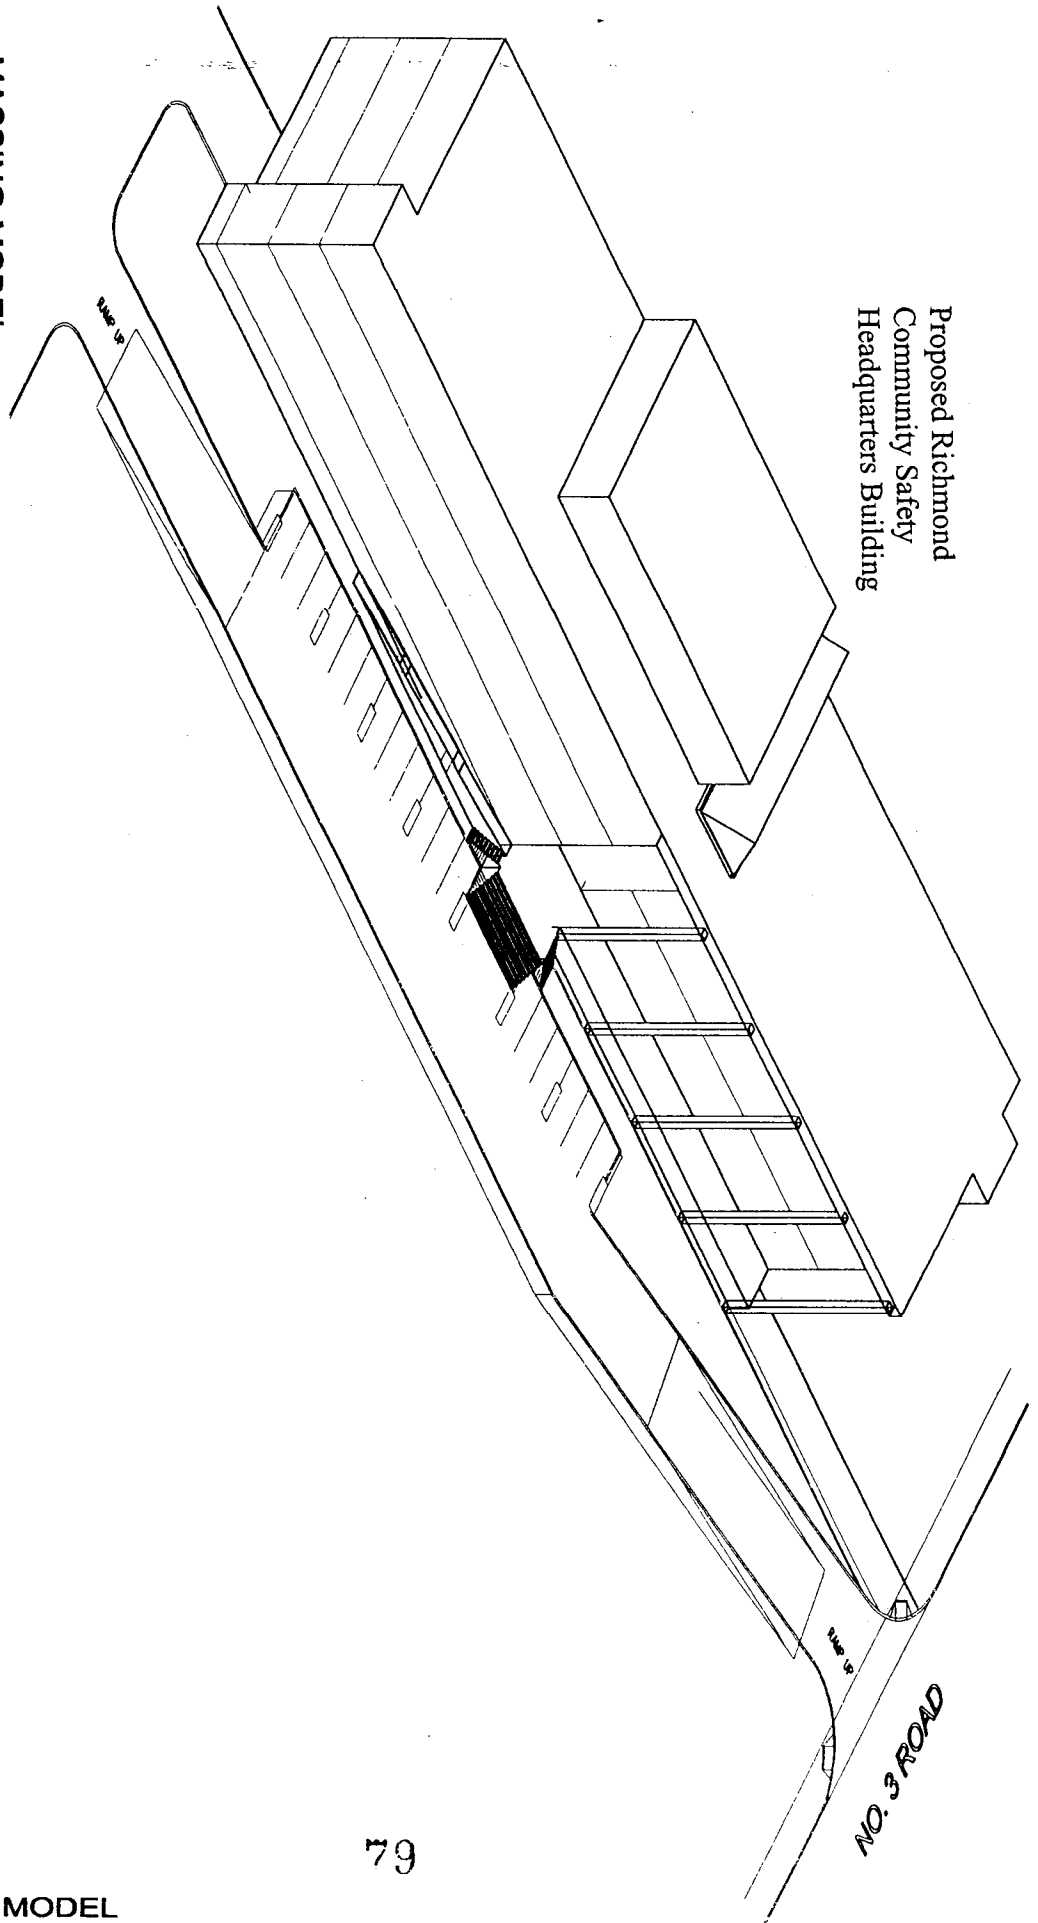 Proposed Richmond
Community Safety
Headquarters Building
RAMP UP
RAMP UP
NO. 3 ROAD
79
MODEL